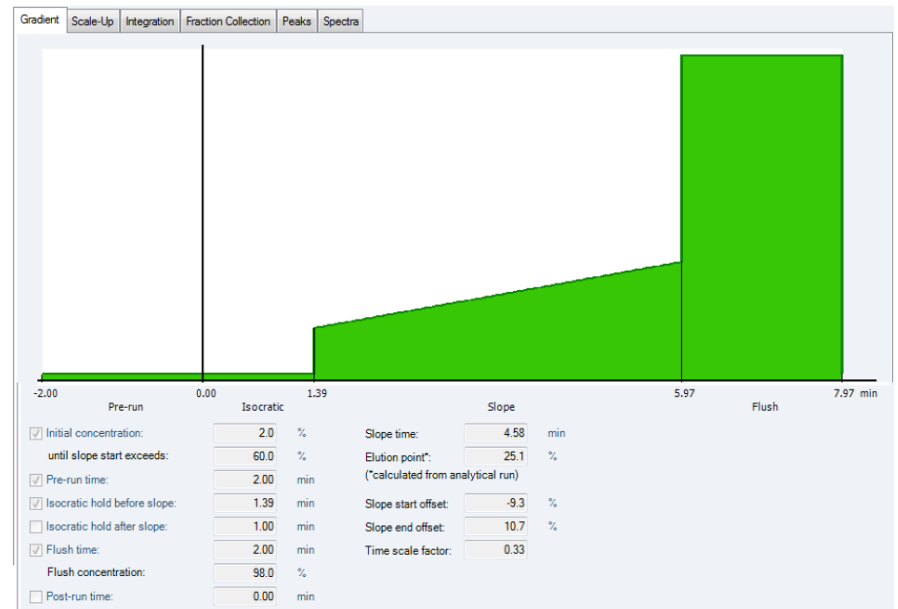 Gradient Scale-Up Integration Fraction Collection Peaks Spectra
-2.00 0.00 1.39 5.97 7.97 min
Pre-run Isocratic Slope Flush
Initial concentration: 2.0 % Slope time: 4.58 min
until slope start exceeds: 60.0 % Elution point*: 25.1 %
Pre-run time: 2.00 min (*calculated from analytical run)
Isocratic hold before slope: 1.39 min Slope start offset: -9.3 %
Isocratic hold after slope: 1.00 min Slope end offset: 10.7 %
Flush time: 2.00 min Time scale factor: 0.33
Flush concentration: 98.0 %
Post-run time: 0.00 min